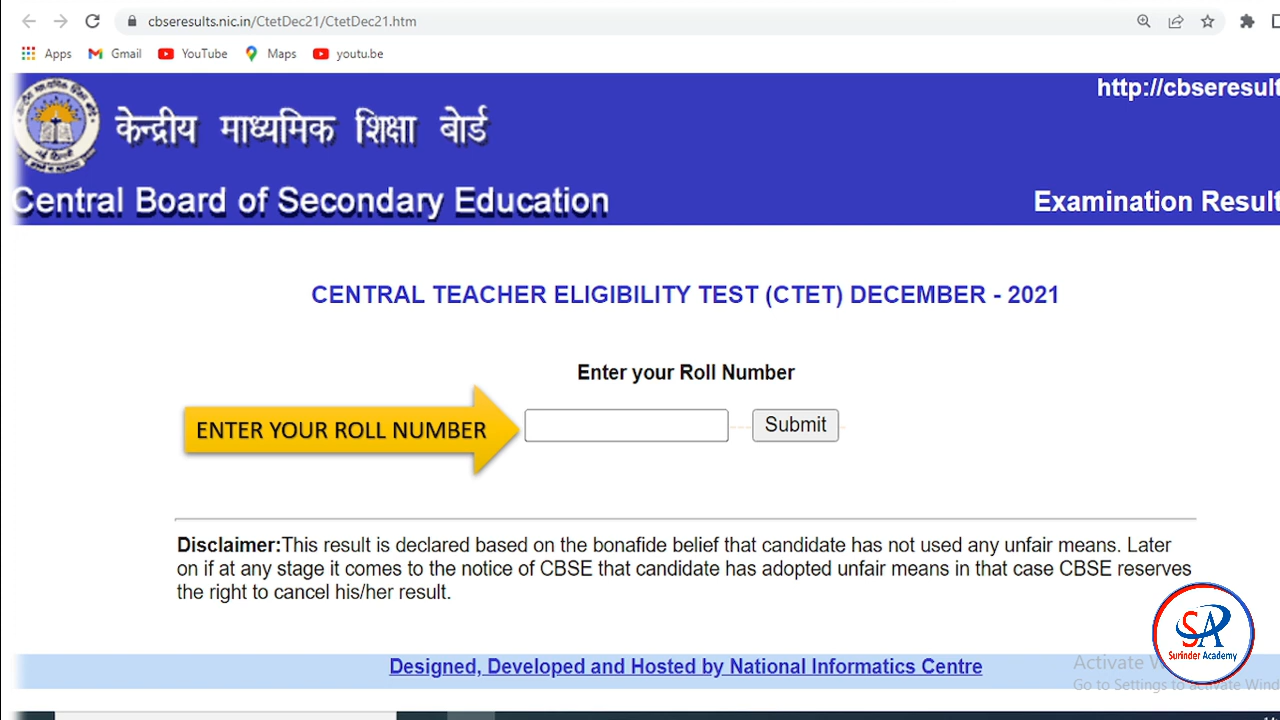 cbseresults.nic.in/CtetDec21/CtetDec21.htm
Apps Gmail YouTube Maps youtu.be
http://cbseresult
केन्द्रीय माध्यमिक शिक्षा बोर्ड
Central Board of Secondary Education
Examination Result
CENTRAL TEACHER ELIGIBILITY TEST (CTET) DECEMBER - 2021
Enter your Roll Number
ENTER YOUR ROLL NUMBER
Submit
Disclaimer:This result is declared based on the bonafide belief that candidate has not used any unfair means. Later
on if at any stage it comes to the notice of CBSE that candidate has adopted unfair means in that case CBSE reserves
the right to cancel his/her result.
SA
Surinder Academy
Designed, Developed and Hosted by National Informatics Centre
Activate W
Go to Settings to activate Wind